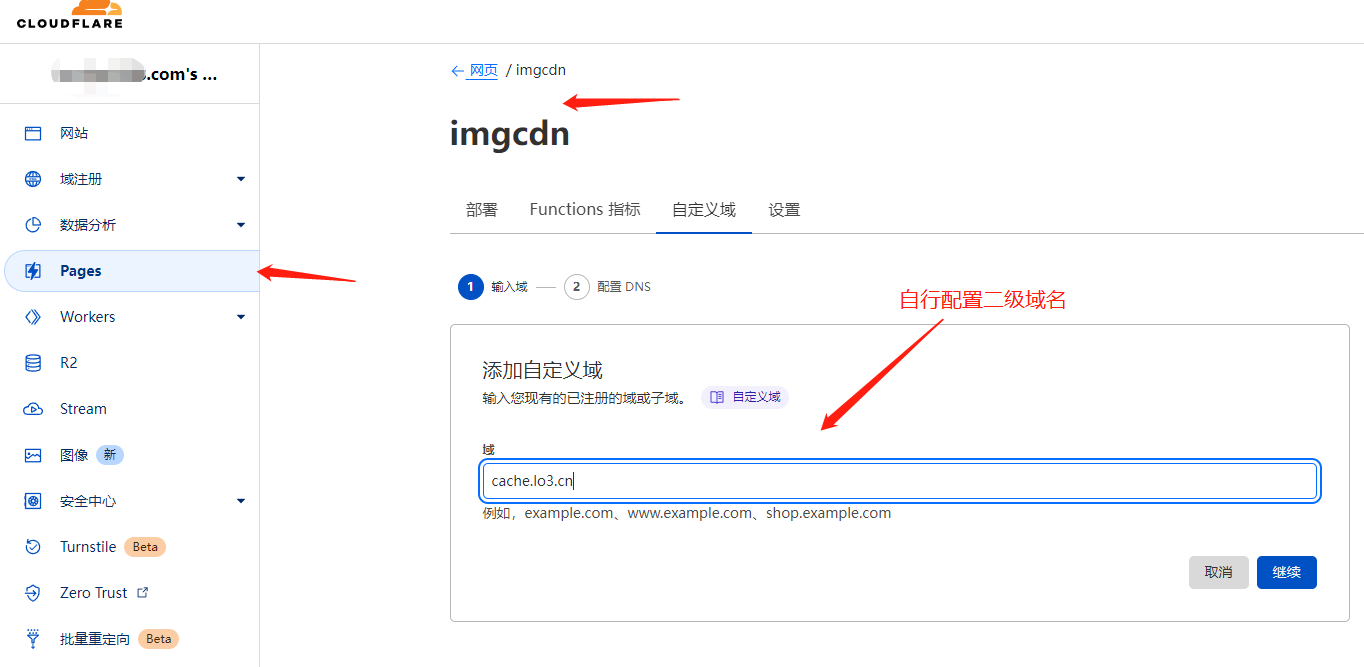 CLOUDFLARE
.com's ...
网站
域注册
数据分析
Pages
Workers
R2
Stream
图像 新
安全中心
Turnstile Beta
Zero Trust
批量重定向 Beta
← 网页 / imgcdn
imgcdn
部署 Functions 指标 自定义域 设置
1 输入域 2 配置 DNS
自行配置二级域名
添加自定义域
输入您现有的已注册的域或子域。 自定义域
域
cache.lo3.cn
例如，example.com、www.example.com、shop.example.com
取消 继续